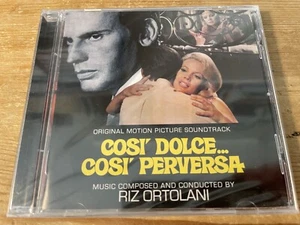 ORIGINAL MOTION PICTURE SOUNDTRACK
COSI' DOLCE...
COSI' PERVERSA
MUSIC COMPOSED AND CONDUCTED BY
RIZ ORTOLANI